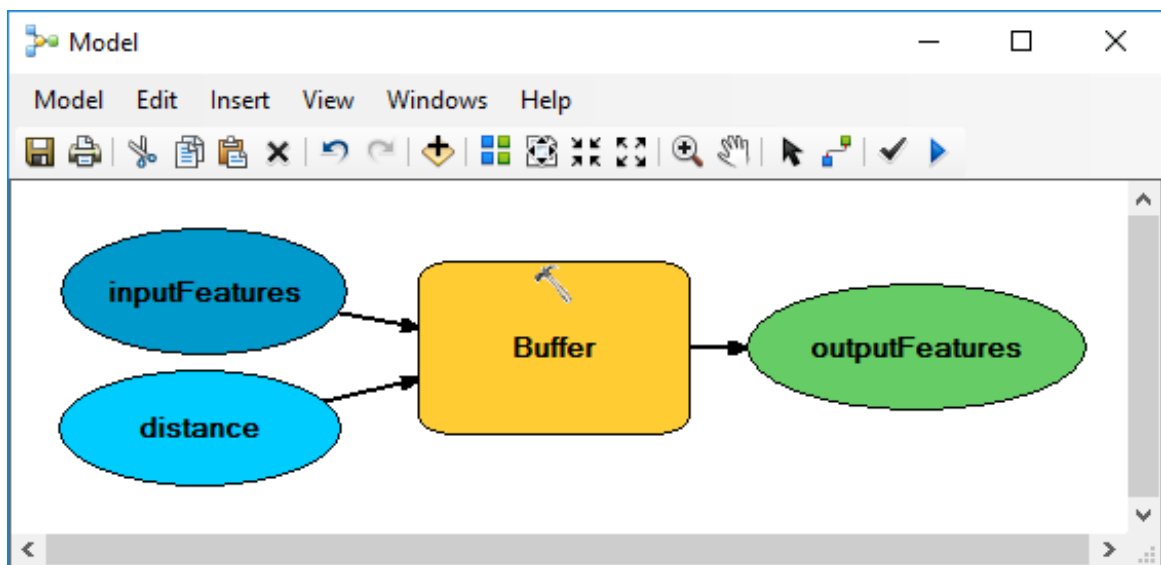 Model
Model Edit Insert View Windows Help
inputFeatures
distance
Buffer
outputFeatures